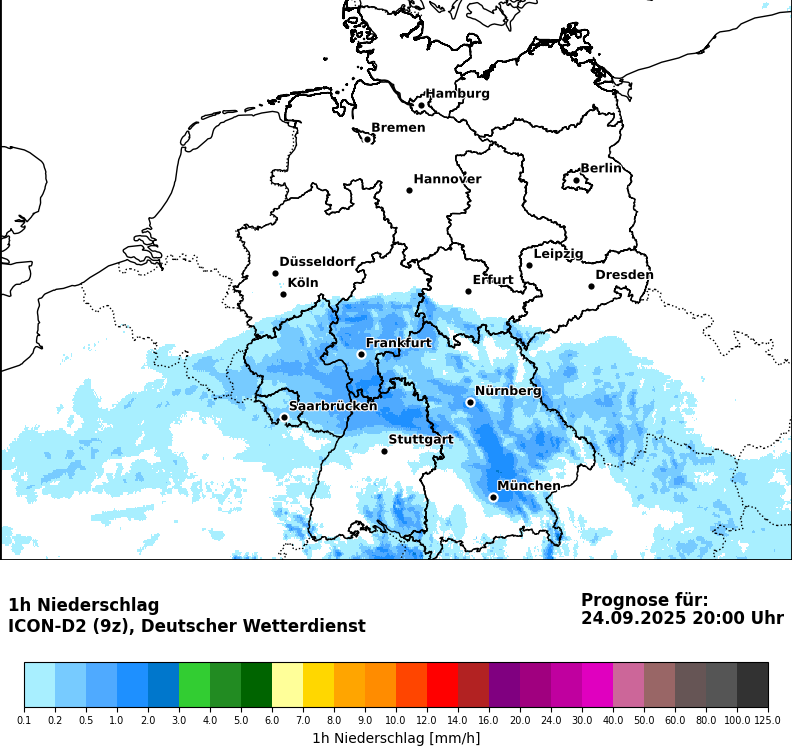 Hamburg
Bremen
Berlin
Hannover
Düsseldorf
Leipzig
Köln
Erfurt
Dresden
Frankfurt
Nürnberg
Saarbrücken
Stuttgart
München
1h Niederschlag
ICON-D2 (9z), Deutscher Wetterdienst
Prognose für:
24.09.2025 20:00 Uhr
0.1 0.2 0.5 1.0 2.0 3.0 4.0 5.0 6.0 7.0 8.0 9.0 10.0 12.0 14.0 16.0 20.0 24.0 30.0 40.0 50.0 60.0 80.0 100.0 125.0
1h Niederschlag [mm/h]